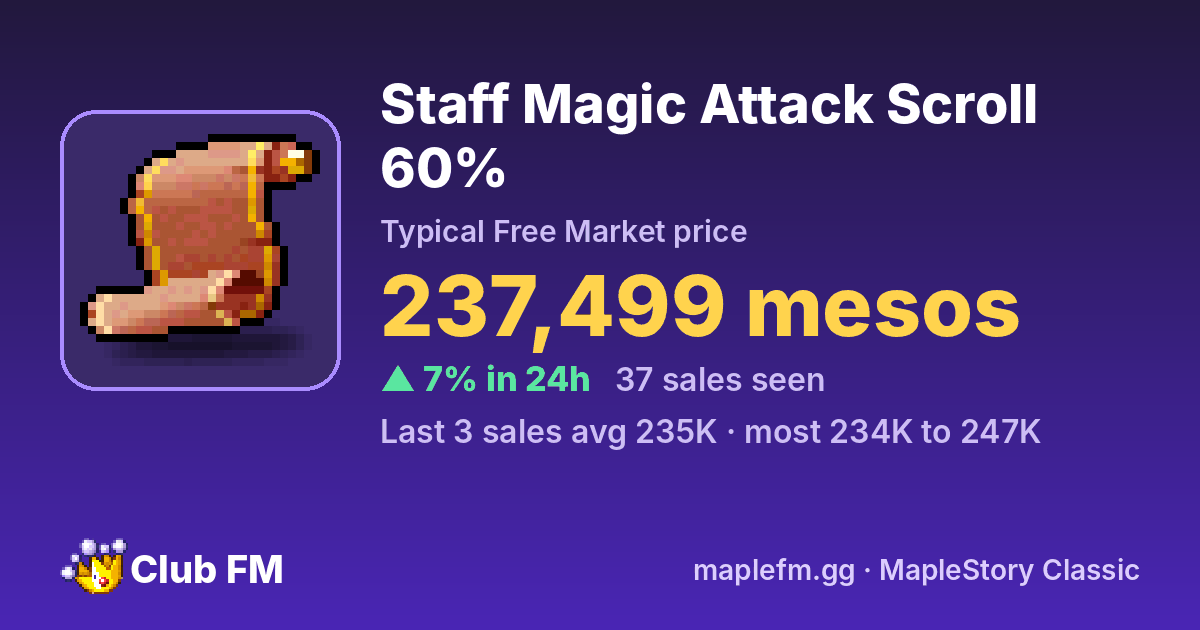 Staff Magic Attack Scroll
60%
Typical Free Market price
237,499 mesos
▲ 7% in 24h 37 sales seen
Last 3 sales avg 235K · most 234K to 247K
Club FM
maplefm.gg · MapleStory Classic